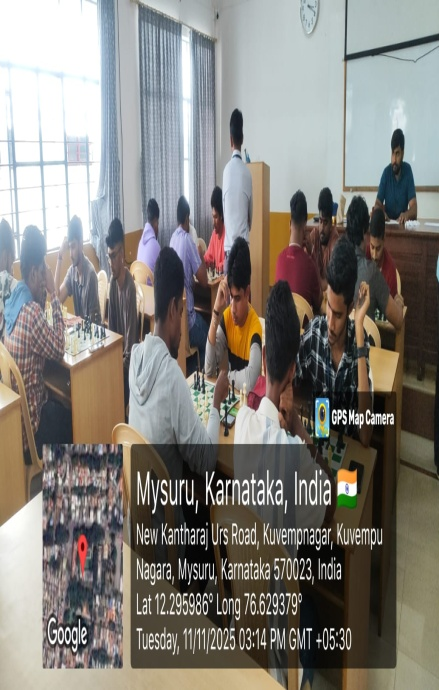 GPS Map Camera
Mysuru, Karnataka, India 🇮🇳
New Kantharaj Urs Road, Kuvempnagar, Kuvempu
Nagara, Mysuru, Karnataka 570023, India
Lat 12.295986° Long 76.629379°
Tuesday, 11/11/2025 03:14 PM GMT +05:30
Google